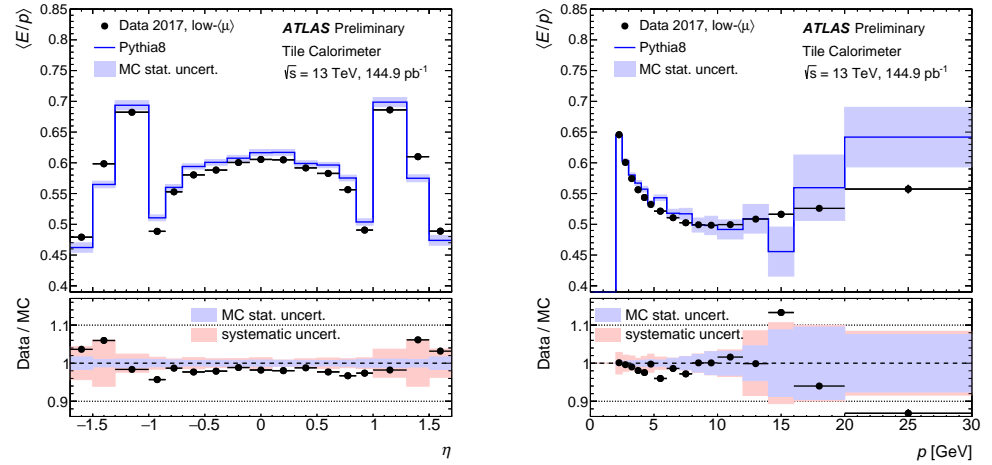 ⟨E/p⟩
0.85
0.8
0.75
0.7
0.65
0.6
0.55
0.5
0.45
0.4
Data 2017, low-⟨μ⟩
Pythia8
MC stat. uncert.
ATLAS Preliminary
Tile Calorimeter
√s = 13 TeV, 144.9 pb⁻¹
Data / MC
1.1
1
0.9
MC stat. uncert.
systematic uncert.
−1.5 −1 −0.5 0 0.5 1 1.5
η
⟨E/p⟩
0.85
0.8
0.75
0.7
0.65
0.6
0.55
0.5
0.45
0.4
Data 2017, low-⟨μ⟩
Pythia8
MC stat. uncert.
ATLAS Preliminary
Tile Calorimeter
√s = 13 TeV, 144.9 pb⁻¹
Data / MC
1.1
1
0.9
MC stat. uncert.
systematic uncert.
0 5 10 15 20 25 30
p [GeV]